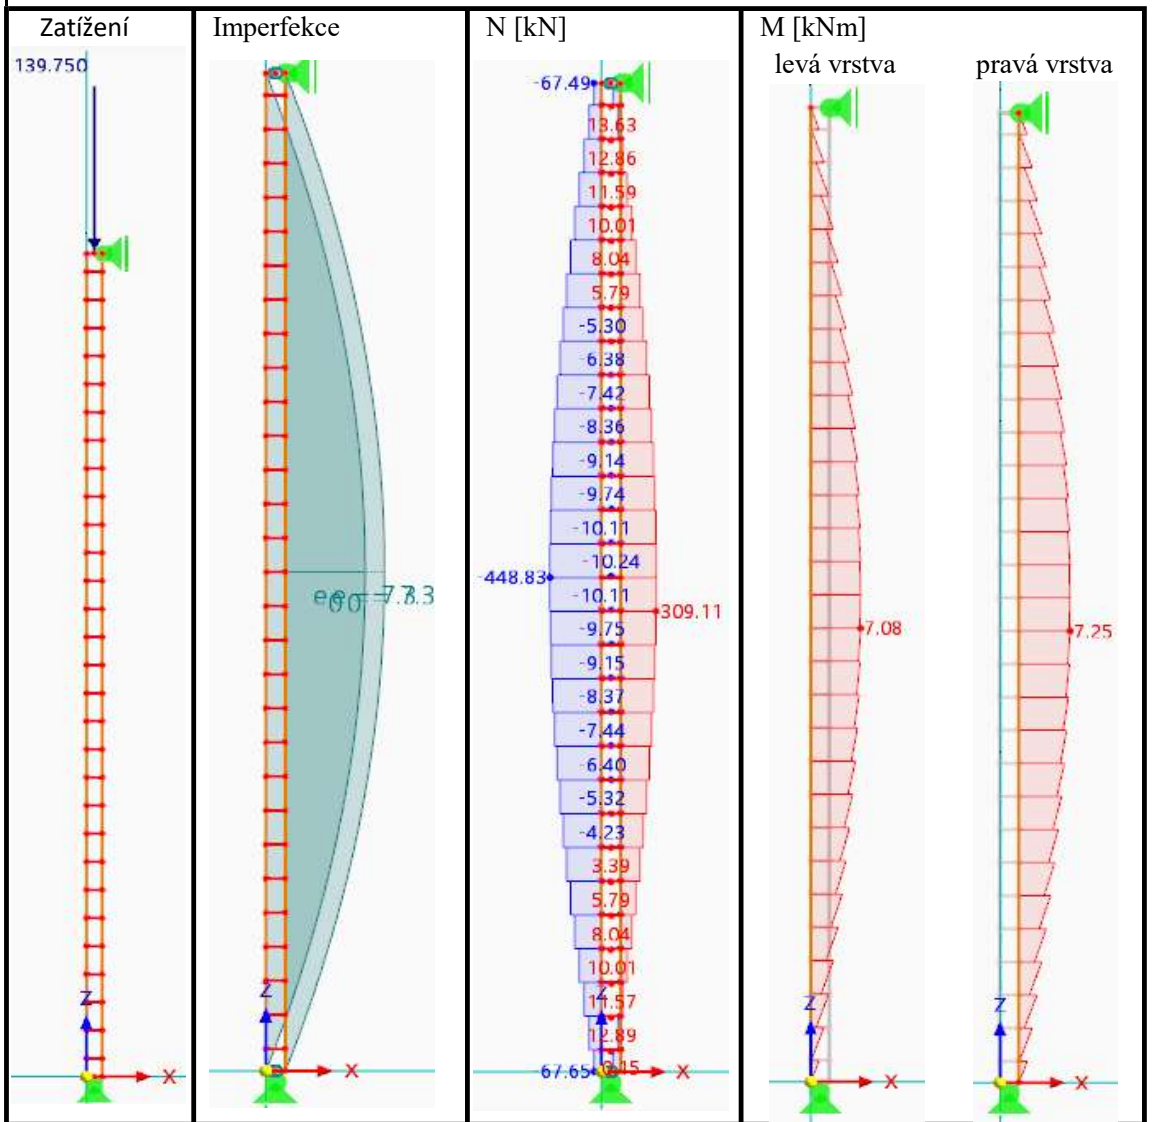 Zatížení
Imperfekce
N [kN]
M [kNm]
levá vrstva
pravá vrstva
139.750
Z
X
Z
X
-67.49
13.63
12.86
11.59
10.01
8.04
5.79
-5.30
-6.38
-7.42
-8.36
-9.14
-9.74
-10.11
-10.24
-448.83
-10.11
309.11
-9.75
-9.15
-8.37
-7.44
-6.40
-5.32
-4.23
3.39
5.79
8.04
10.01
11.57
Z
12.89
67.65
X
7.08
Z
X
7.25
Z
X